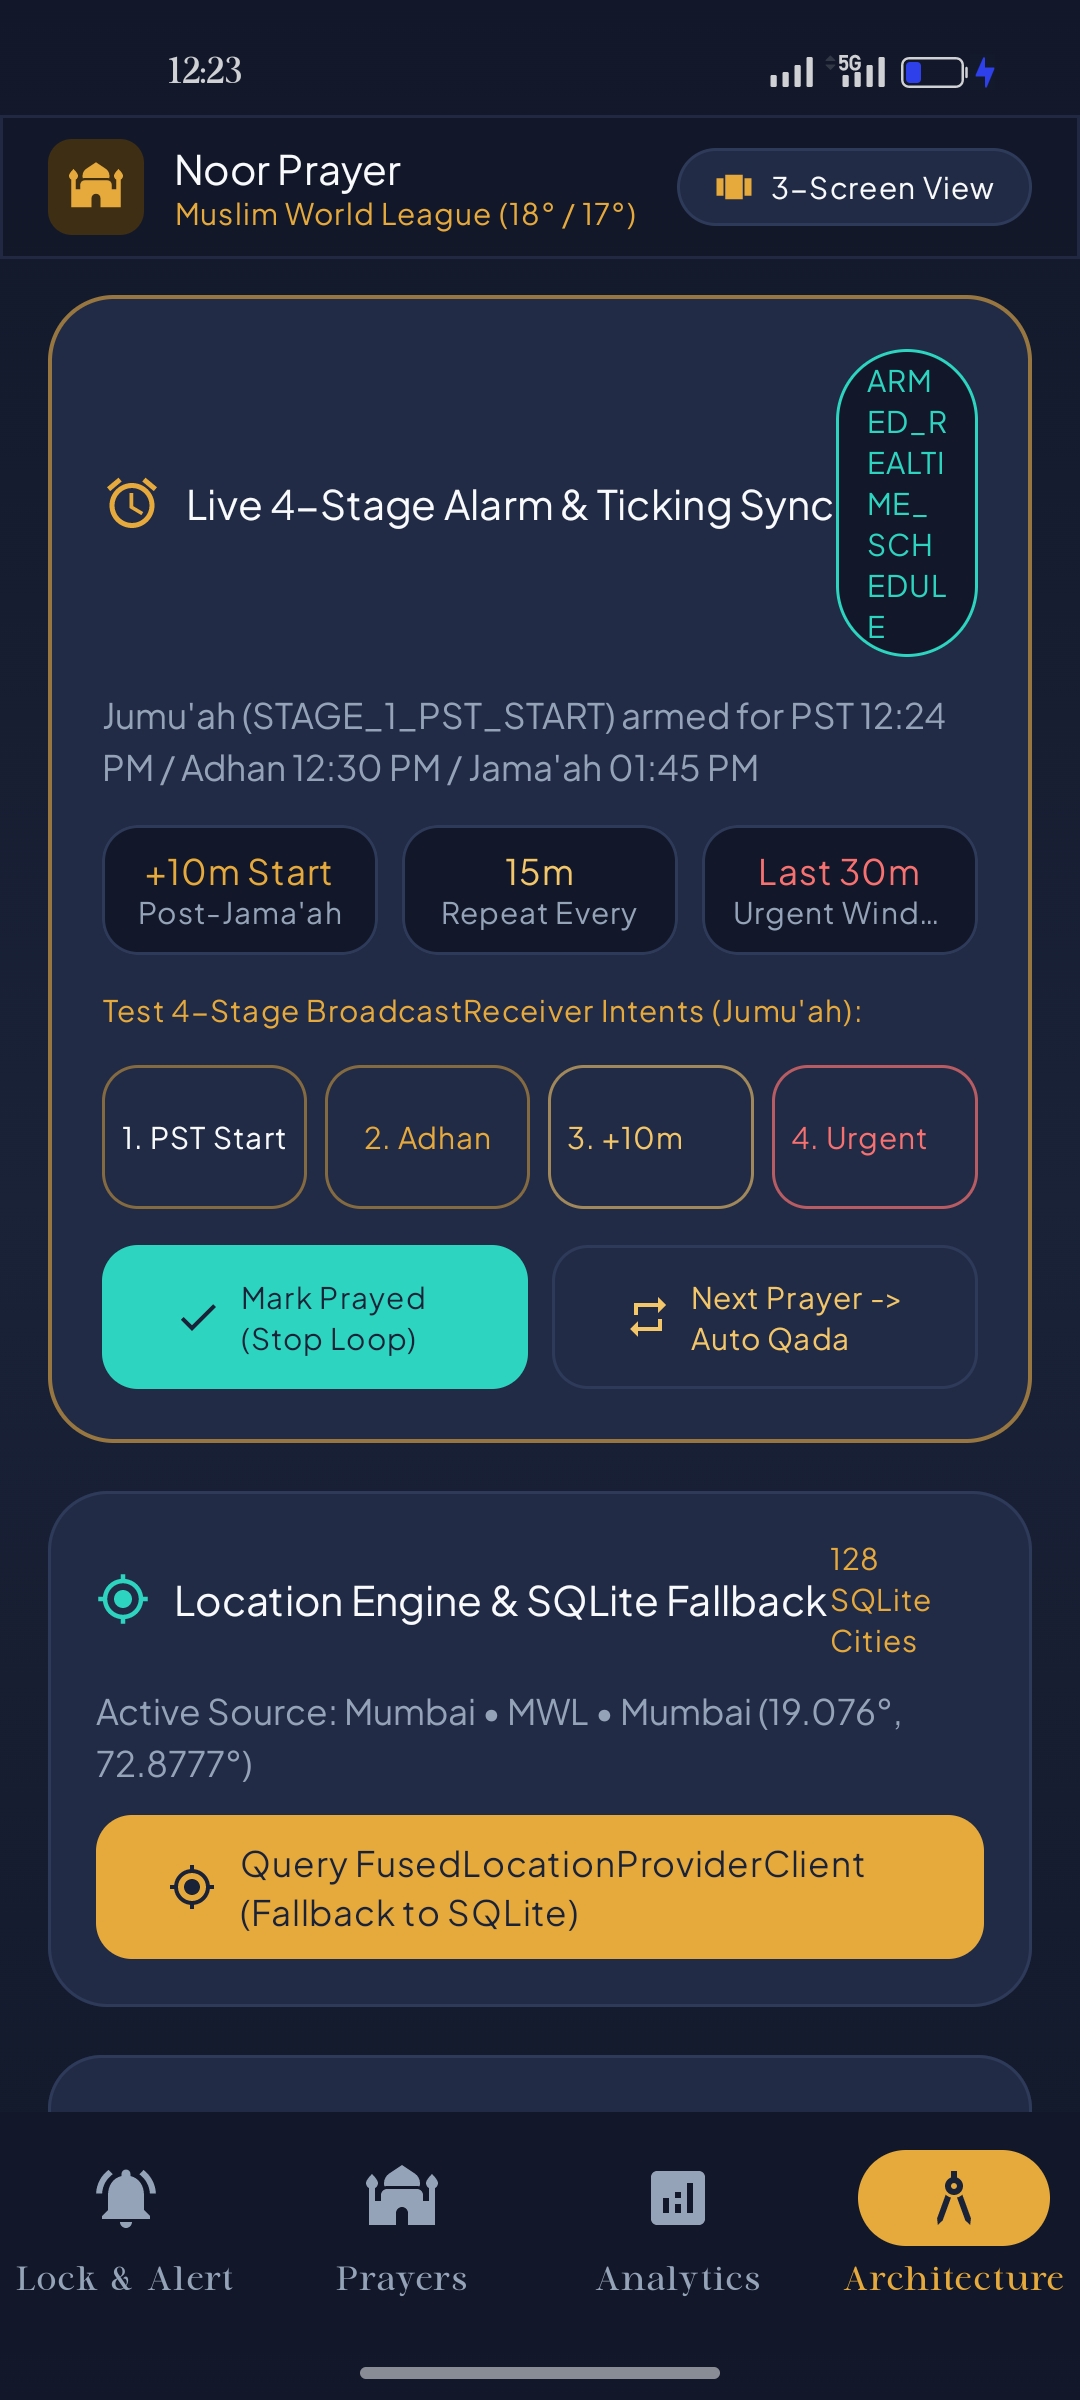 12:23
5G
Noor Prayer
Muslim World League (18° / 17°)
3-Screen View
Live 4-Stage Alarm & Ticking Sync
ARM
ED_R
EALTI
ME_
SCH
EDUL
E
Jumu'ah (STAGE_1_PST_START) armed for PST 12:24
PM / Adhan 12:30 PM / Jama'ah 01:45 PM
+10m Start
Post-Jama'ah
15m
Repeat Every
Last 30m
Urgent Wind...
Test 4-Stage BroadcastReceiver Intents (Jumu'ah):
1. PST Start
2. Adhan
3. +10m
4. Urgent
Mark Prayed
(Stop Loop)
Next Prayer ->
Auto Qada
Location Engine & SQLite Fallback
128
SQLite
Cities
Active Source: Mumbai • MWL • Mumbai (19.076°,
72.8777°)
Query FusedLocationProviderClient
(Fallback to SQLite)
Lock & Alert
Prayers
Analytics
Architecture